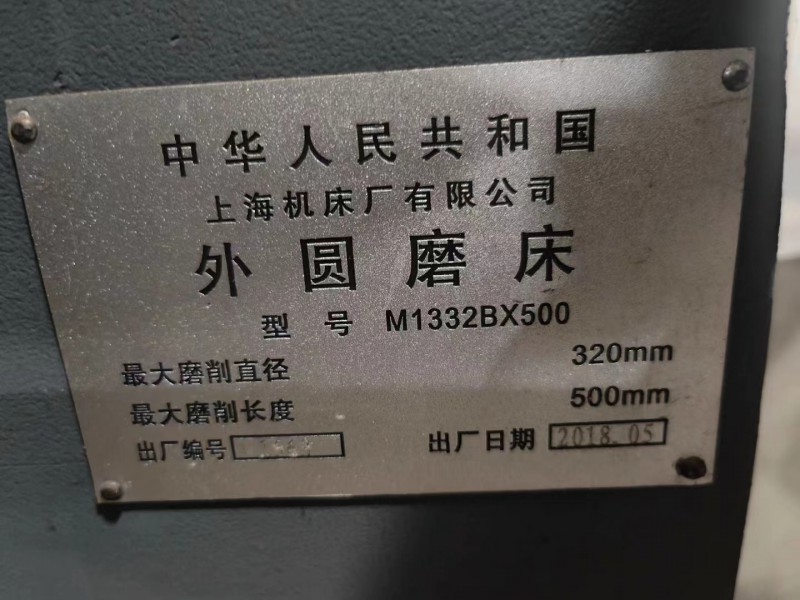 中华人民共和国
上海机床厂有限公司
外圆磨床
型号 M1332BX500
最大磨削直径 320mm
最大磨削长度 500mm
出厂编号 出厂日期 2018.05